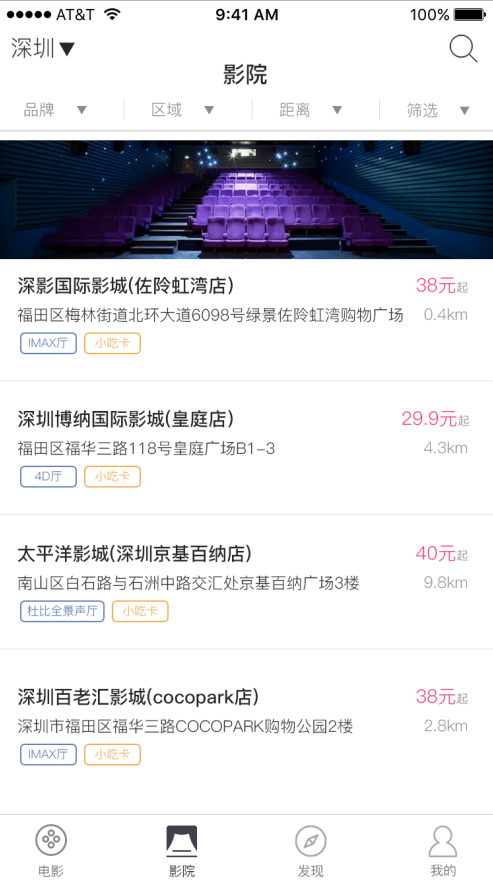 AT&T 9:41 AM 100%
深圳
影院
品牌 区域 距离 筛选
深影国际影城(佐阾虹湾店) 38元起
福田区梅林街道北环大道6098号绿景佐阾虹湾购物广场 0.4km
IMAX厅 小吃卡
深圳博纳国际影城(皇庭店) 29.9元起
福田区福华三路118号皇庭广场B1-3 4.3km
4D厅 小吃卡
太平洋影城(深圳京基百纳店) 40元起
南山区白石路与石洲中路交汇处京基百纳广场3楼 9.8km
杜比全景声厅 小吃卡
深圳百老汇影城(cocopark店) 38元起
深圳市福田区福华三路COCOPARK购物公园2楼 2.8km
IMAX厅 小吃卡
电影 影院 发现 我的